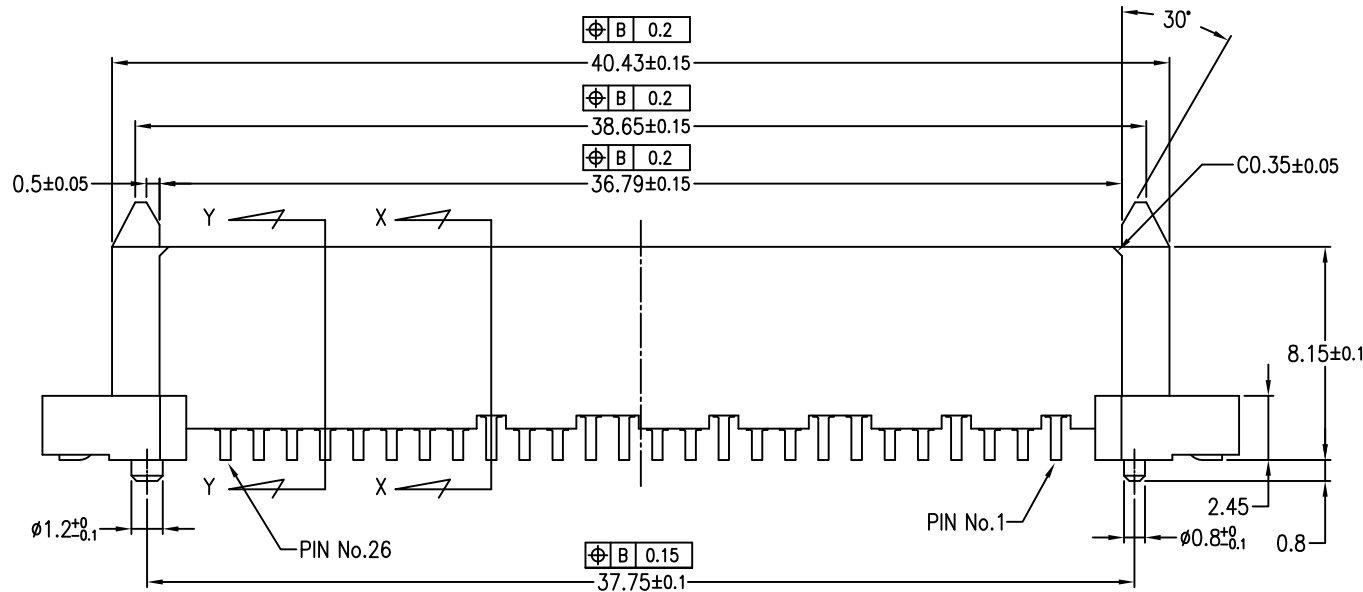 ⌖ B 0.2
30°
40.43±0.15
⌖ B 0.2
38.65±0.15
⌖ B 0.2
C0.35±0.05
0.5±0.05
36.79±0.15
Y
X
8.15±0.1
Y
X
2.45
PIN No.1
ø1.2+0-0.1
ø0.8+0-0.1
0.8
PIN No.26
⌖ B 0.15
37.75±0.1